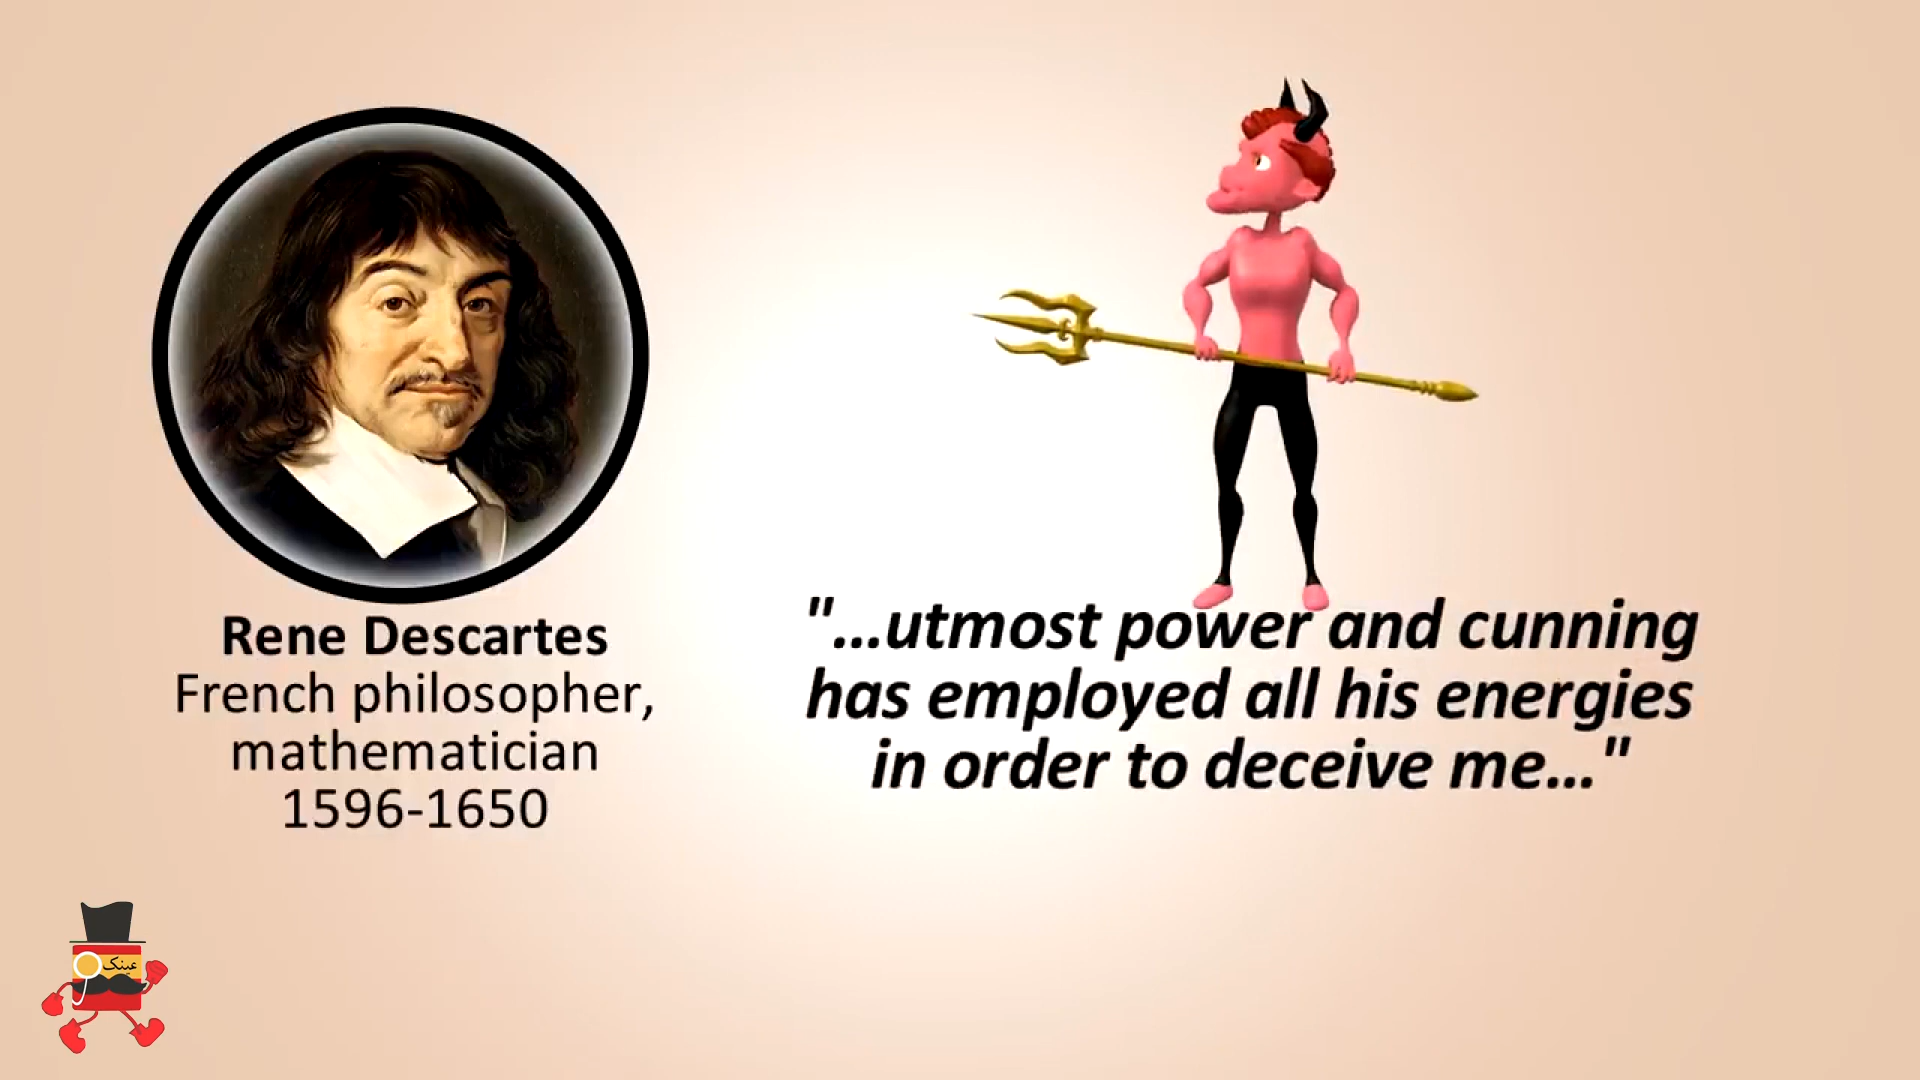 Rene Descartes
French philosopher,
mathematician
1596-1650
"...utmost power and cunning
has employed all his energies
in order to deceive me..."
عینک